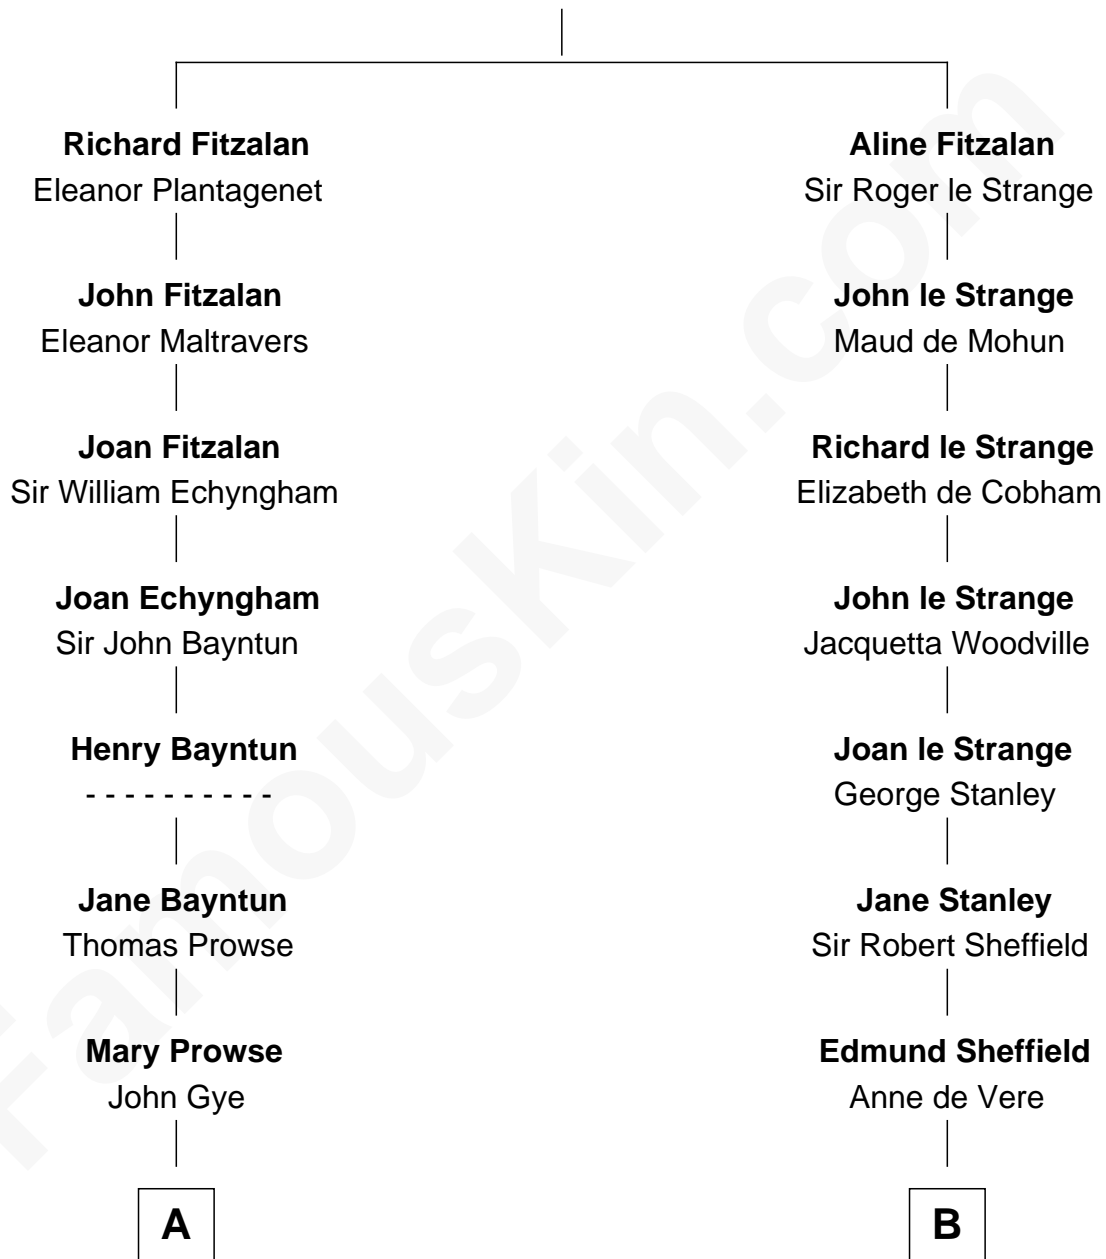 Richard Fitzalan
Eleanor Plantagenet
John Fitzalan
Eleanor Maltravers
Joan Fitzalan
Sir William Echyngham
Joan Echyngham
Sir John Bayntun
Henry Bayntun
- - - - - - - - - -
Jane Bayntun
Thomas Prowse
Mary Prowse
John Gye
A
Aline Fitzalan
Sir Roger le Strange
John le Strange
Maud de Mohun
Richard le Strange
Elizabeth de Cobham
John le Strange
Jacquetta Woodville
Joan le Strange
George Stanley
Jane Stanley
Sir Robert Sheffield
Edmund Sheffield
Anne de Vere
B
FamousKin.com